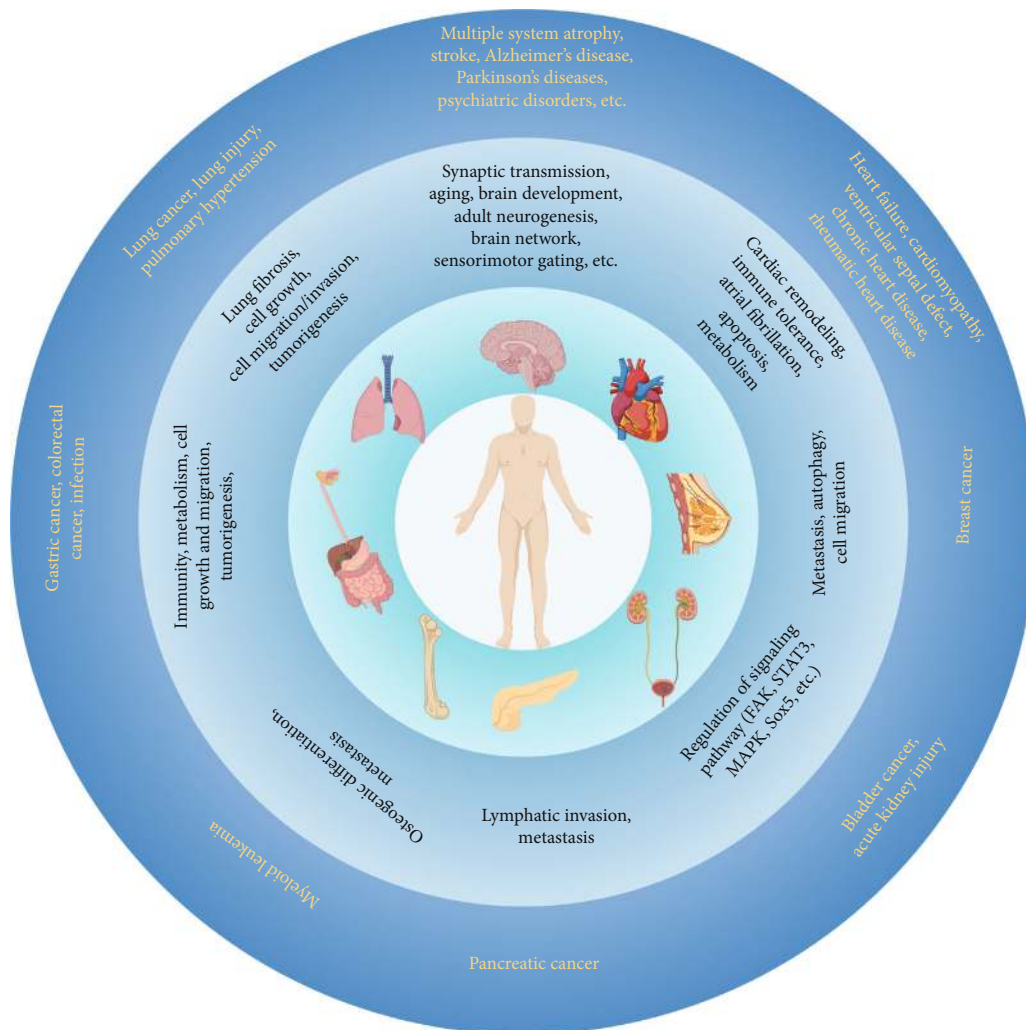 Multiple system atrophy,
stroke, Alzheimer's disease,
Parkinson's diseases,
psychiatric disorders, etc.
Synaptic transmission,
aging, brain development,
adult neurogenesis,
brain network,
sensorimotor gating, etc.
Heart failure, cardiomyopathy,
ventricular septal defect,
chronic heart disease,
rheumatic heart disease
Cardiac remodeling,
immune tolerance,
atrial fibrillation,
apoptosis,
metabolism
Breast cancer
Metastasis, autophagy,
cell migration
Bladder cancer,
acute kidney injury
Regulation of signaling
pathway (FAK, STAT3,
MAPK, Sox5, etc.)
Pancreatic cancer
Lymphatic invasion,
metastasis
Myeloid leukemia
Osteogenic differentiation,
metastasis
Gastric cancer, colorectal
cancer, infection
Immunity, metabolism, cell
growth and migration,
tumorigenesis,
Lung cancer, lung injury,
pulmonary hypertension
Lung fibrosis,
cell growth,
cell migration/invasion,
tumorigenesis